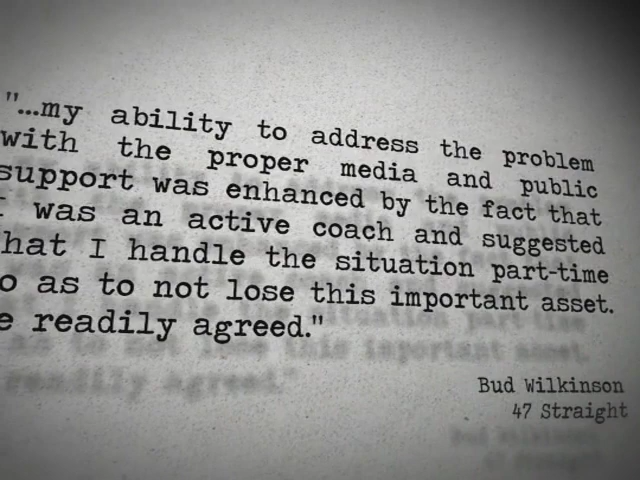 "...my ability to address the problem
with the proper media and public
support was enhanced by the fact that
I was an active coach and suggested
hat I handle the situation part-time
o as to not lose this important asset.
e readily agreed."
Bud Wilkinson
47 Straight